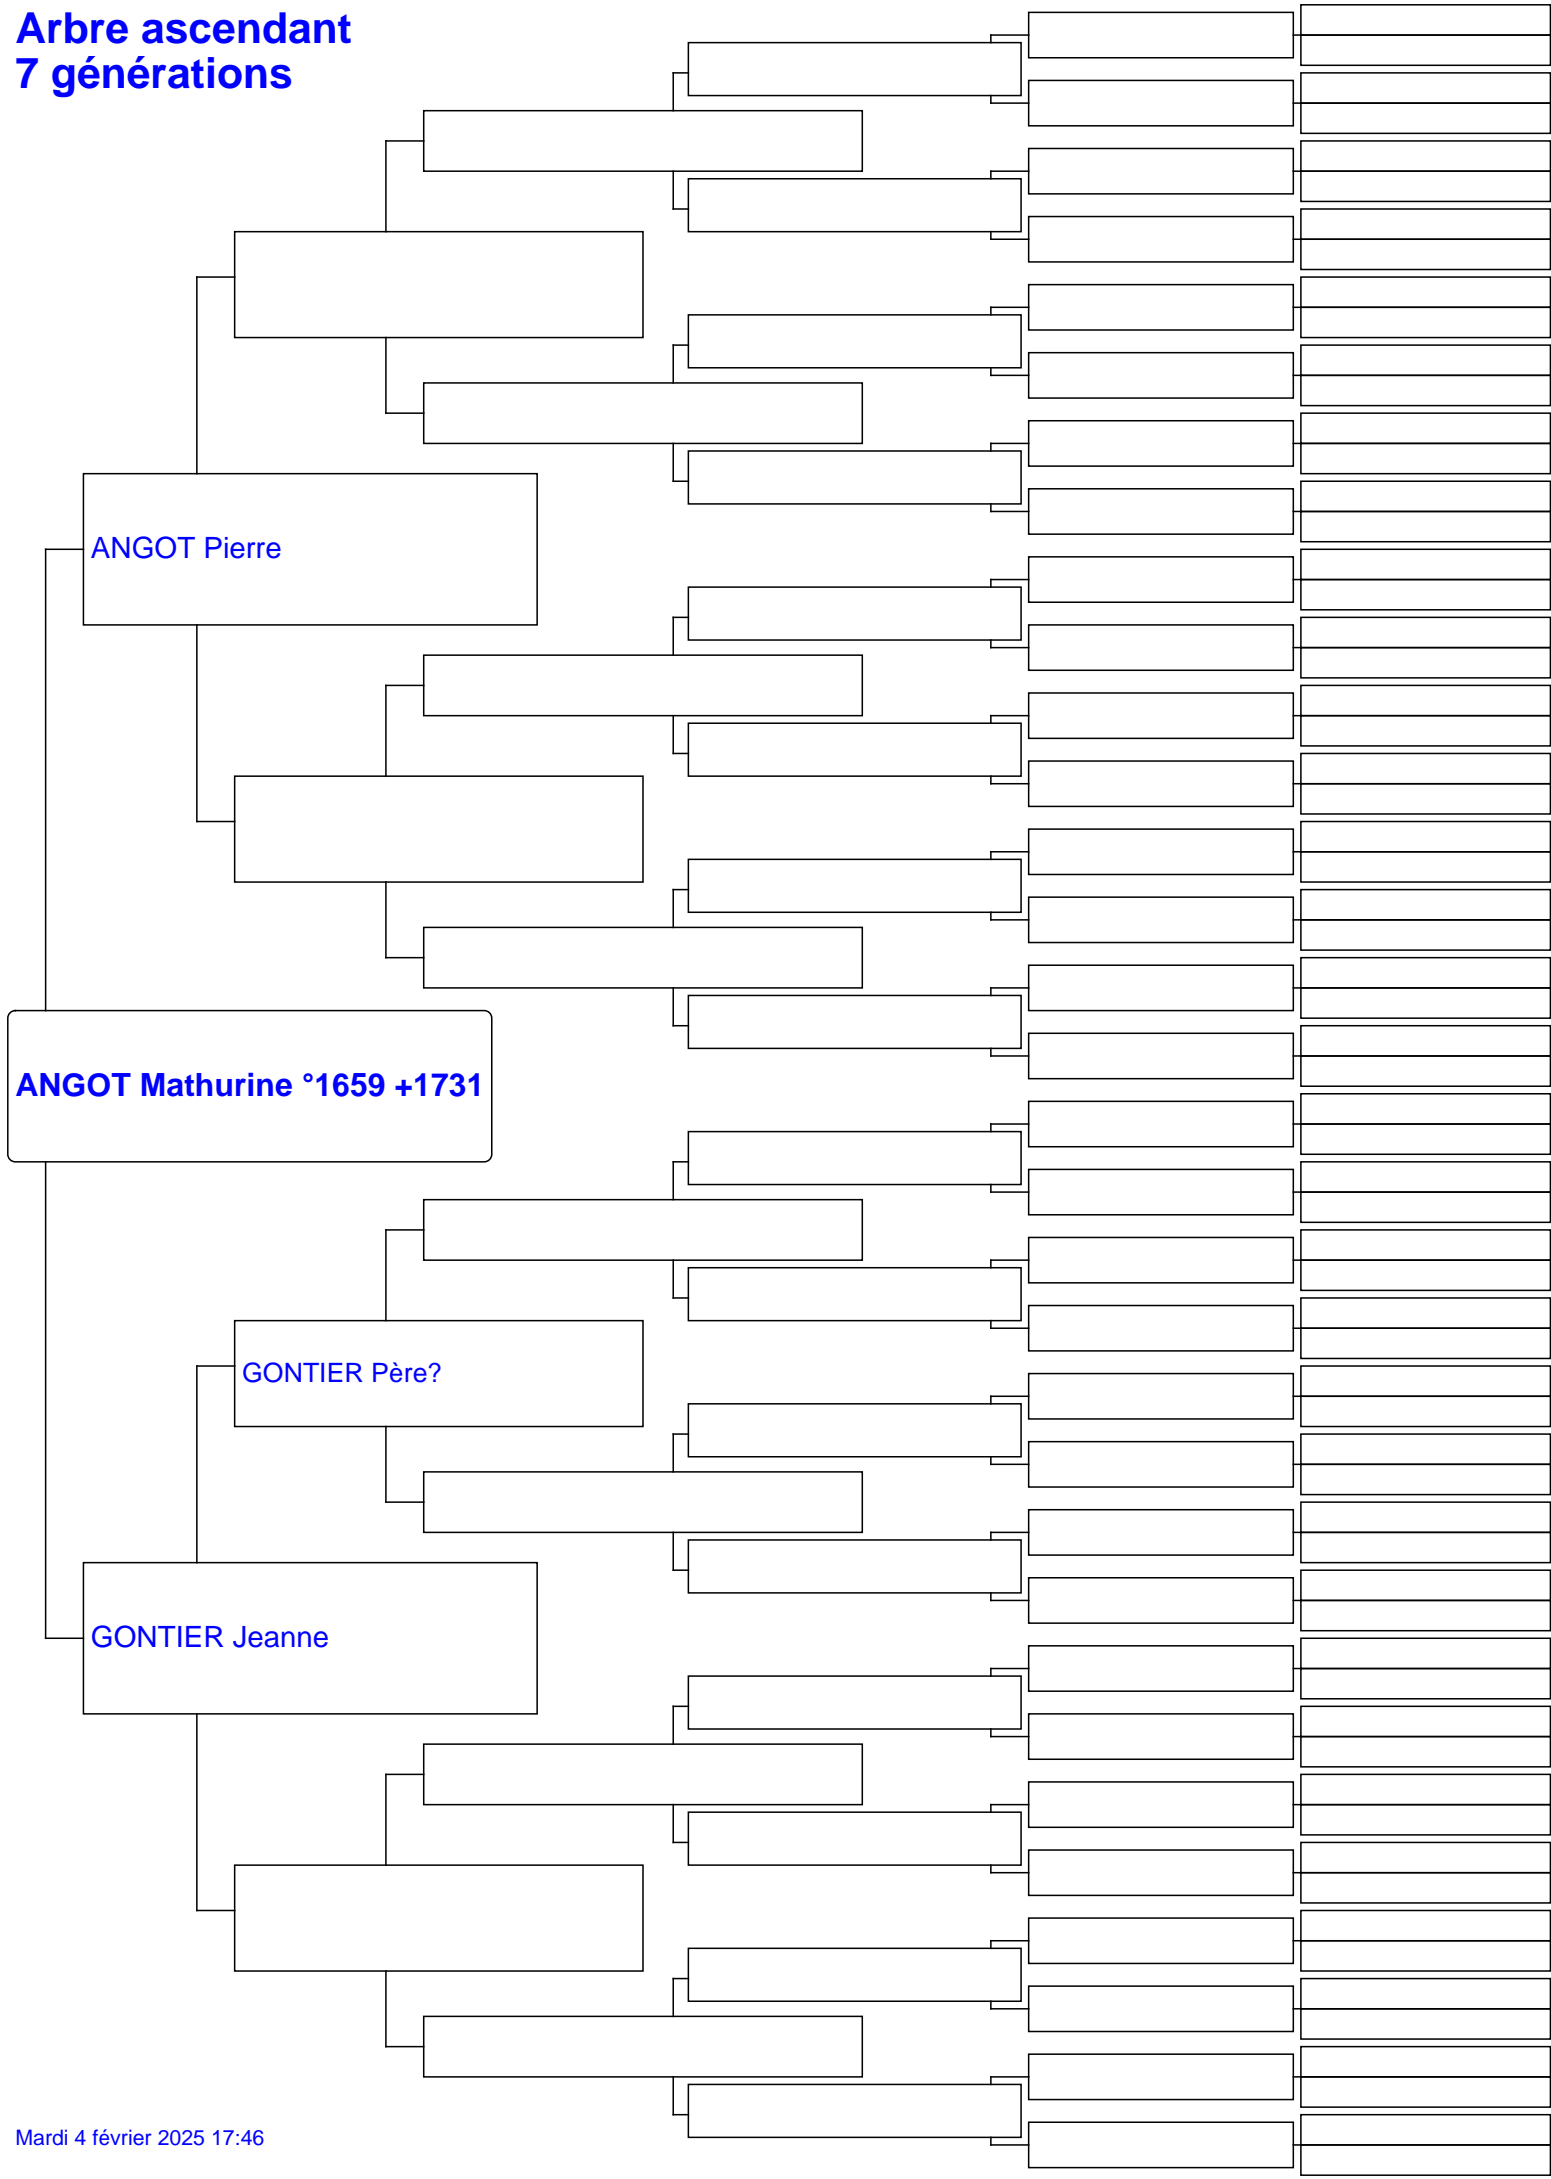 Arbre ascendant
7 générations
ANGOT Pierre
ANGOT Mathurine °1659 +1731
GONTIER Père?
GONTIER Jeanne
Mardi 4 février 2025 17:46